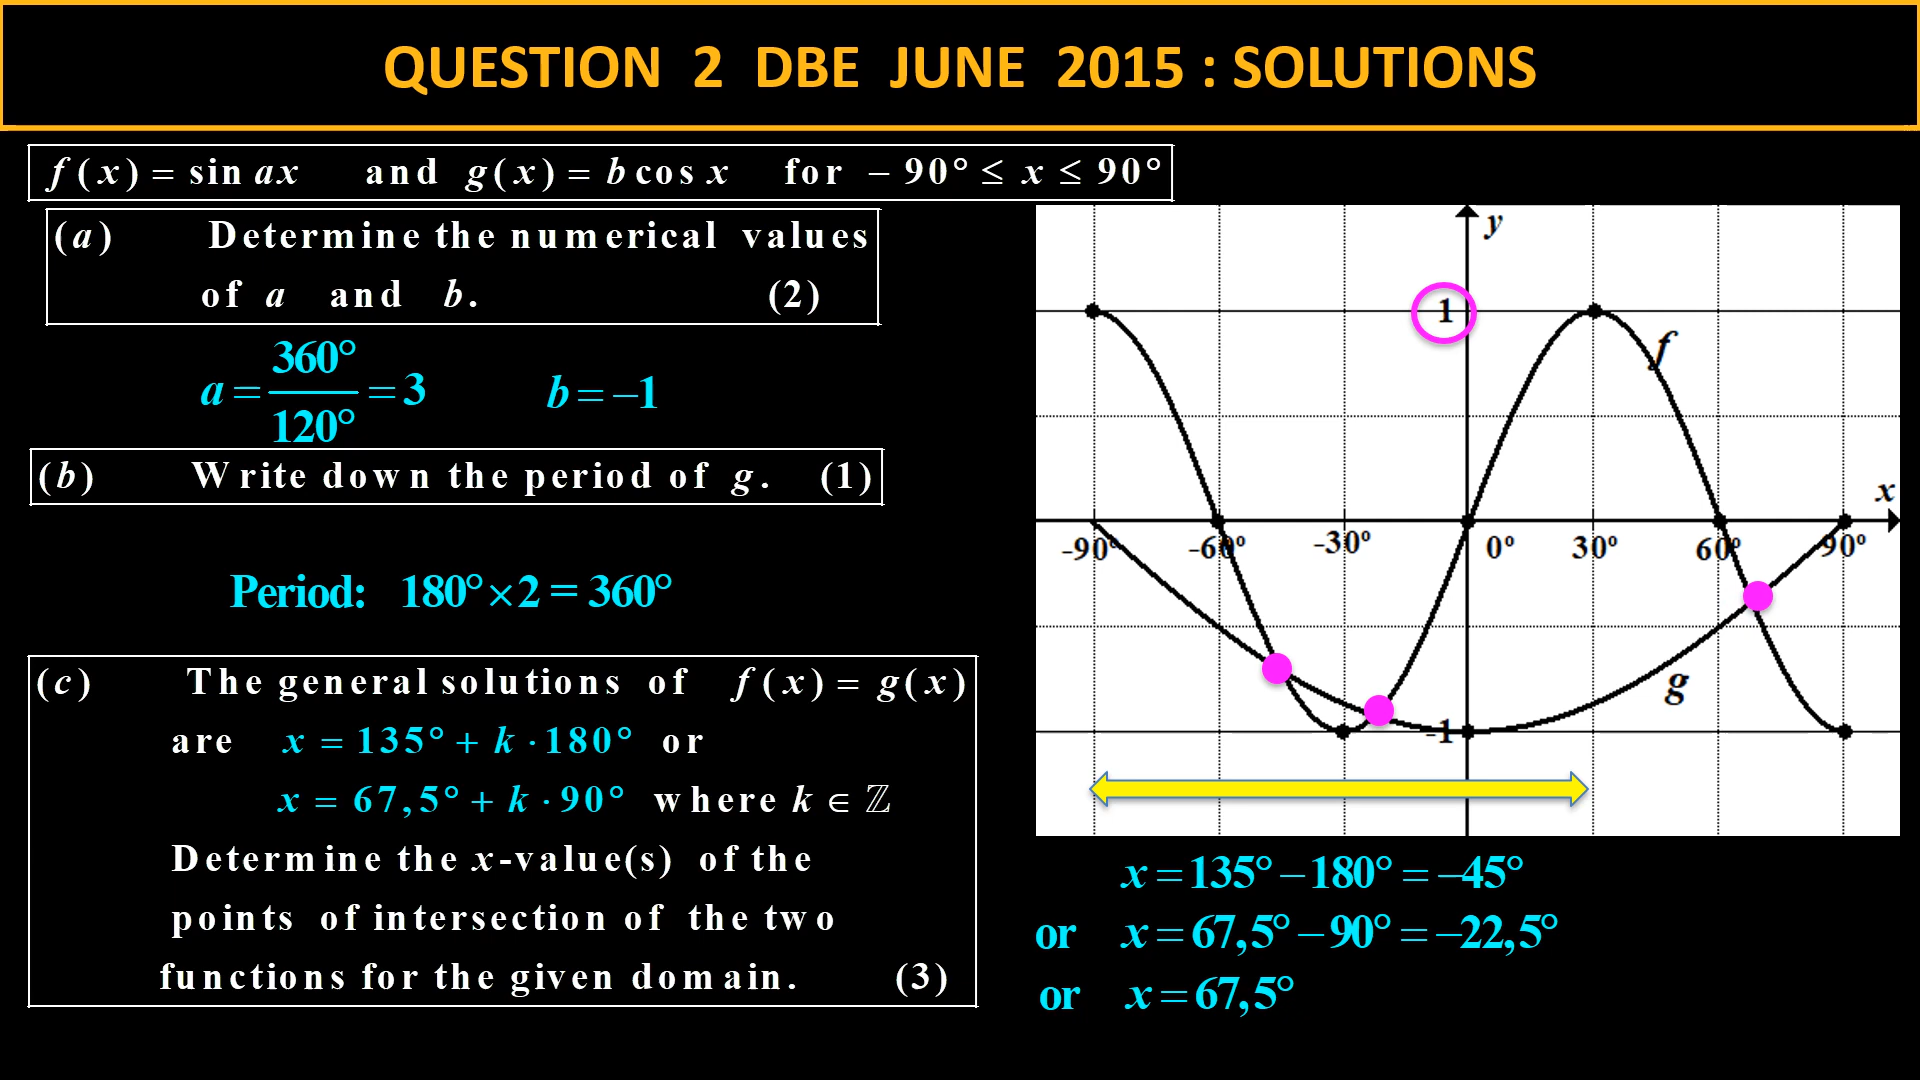 QUESTION 2 DBE JUNE 2015 : SOLUTIONS
f(x) = sin ax and g(x) = b cos x for − 90° ≤ x ≤ 90°
(a) Determine the numerical values
of a and b. (2)
a = 360°/120° = 3 b = −1
(b) Write down the period of g. (1)
Period: 180° × 2 = 360°
(c) The general solutions of f(x) = g(x)
are x = 135° + k · 180° or
x = 67,5° + k · 90° where k ∈ ℤ
Determine the x-value(s) of the
points of intersection of the two
functions for the given domain. (3)
y
1
f
x
-90° -60° -30° 0° 30° 60° 90°
g
-1
x = 135° − 180° = −45°
or x = 67,5° − 90° = −22,5°
or x = 67,5°